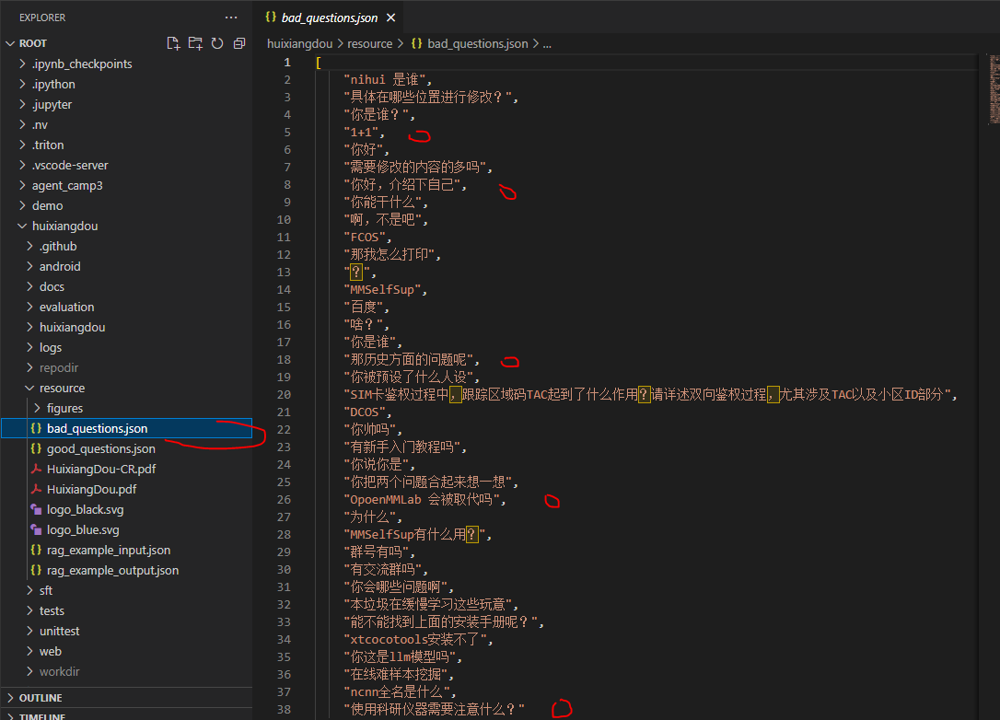 EXPLORER
ROOT
.ipynb_checkpoints
.ipython
.jupyter
.nv
.triton
.vscode-server
agent_camp3
demo
huixiangdou
.github
android
docs
evaluation
huixiangdou
logs
repodir
resource
figures
bad_questions.json
good_questions.json
HuixiangDou-CR.pdf
HuixiangDou.pdf
logo_black.svg
logo_blue.svg
rag_example_input.json
rag_example_output.json
sft
tests
unittest
web
workdir
OUTLINE
TIMELINE
{} bad_questions.json ×
huixiangdou > resource > {} bad_questions.json > ...
1 [
2 "nihui 是谁",
3 "具体在哪些位置进行修改？",
4 "你是谁？",
5 "1+1",
6 "你好",
7 "需要修改的内容的多吗",
8 "你好，介绍下自己",
9 "你能干什么",
10 "啊，不是吧",
11 "FCOS",
12 "那我怎么打印",
13 "？",
14 "MMSelfSup",
15 "百度",
16 "啥？",
17 "你是谁",
18 "那历史方面的问题呢",
19 "你被预设了什么人设",
20 "SIM卡鉴权过程中，跟踪区域码TAC起到了什么作用？请详述双向鉴权过程，尤其涉及TAC以及小区ID部分",
21 "DCOS",
22 "你帅吗",
23 "有新手入门教程吗",
24 "你说你是",
25 "你把两个问题合起来想一想",
26 "OpoenMMLab 会被取代吗",
27 "为什么",
28 "MMSelfSup有什么用？",
29 "群号有吗",
30 "有交流群吗",
31 "你会哪些问题啊",
32 "本垃圾在缓慢学习这些玩意",
33 "能不能找到上面的安装手册呢？",
34 "xtcocotools安装不了",
35 "你这是llm模型吗",
36 "在线难样本挖掘",
37 "ncnn全名是什么",
38 "使用科研仪器需要注意什么？"